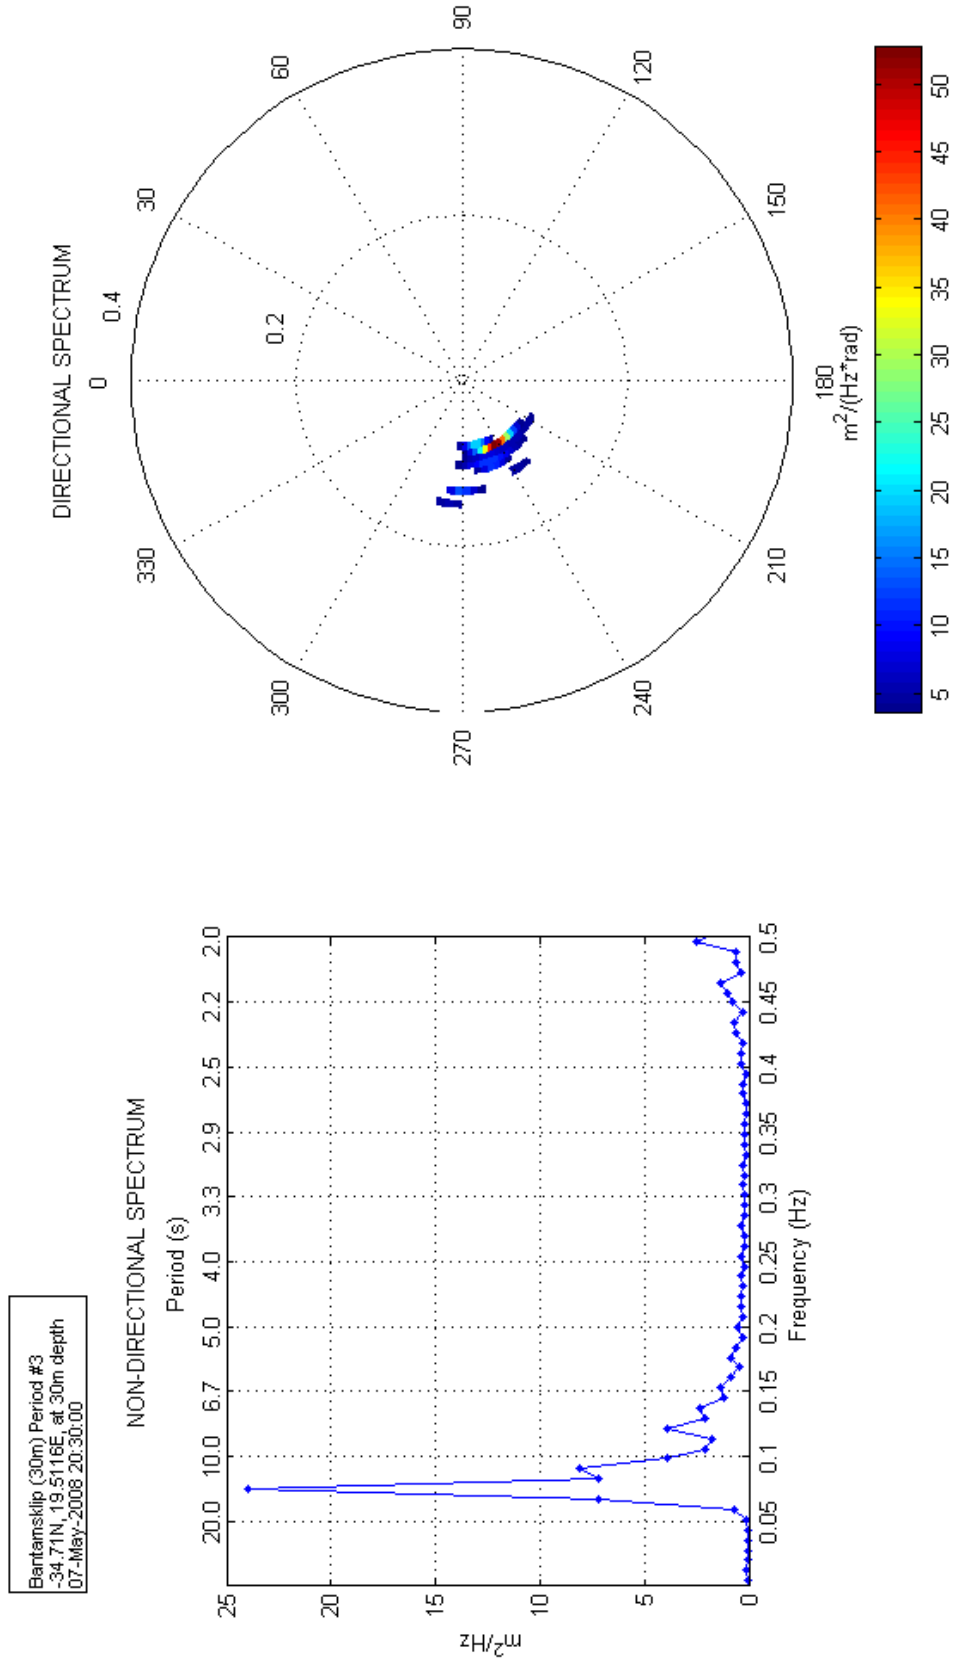 Bantamsklip (30m) Period #3
-34.71N, 19.5116E, at 30m depth
07-May-2008 20:30:00
NON-DIRECTIONAL SPECTRUM
Period (s)
20.0 10.0 6.7 5.0 4.0 3.3 2.9 2.5 2.2 2.0
25
20
15
10
5
0
m²/Hz
0.05 0.1 0.15 0.2 0.25 0.3 0.35 0.4 0.45 0.5
Frequency (Hz)
DIRECTIONAL SPECTRUM
0
0.4
30
0.2
60
90
120
150
180
210
240
270
300
330
m²/(Hz*rad)
5 10 15 20 25 30 35 40 45 50